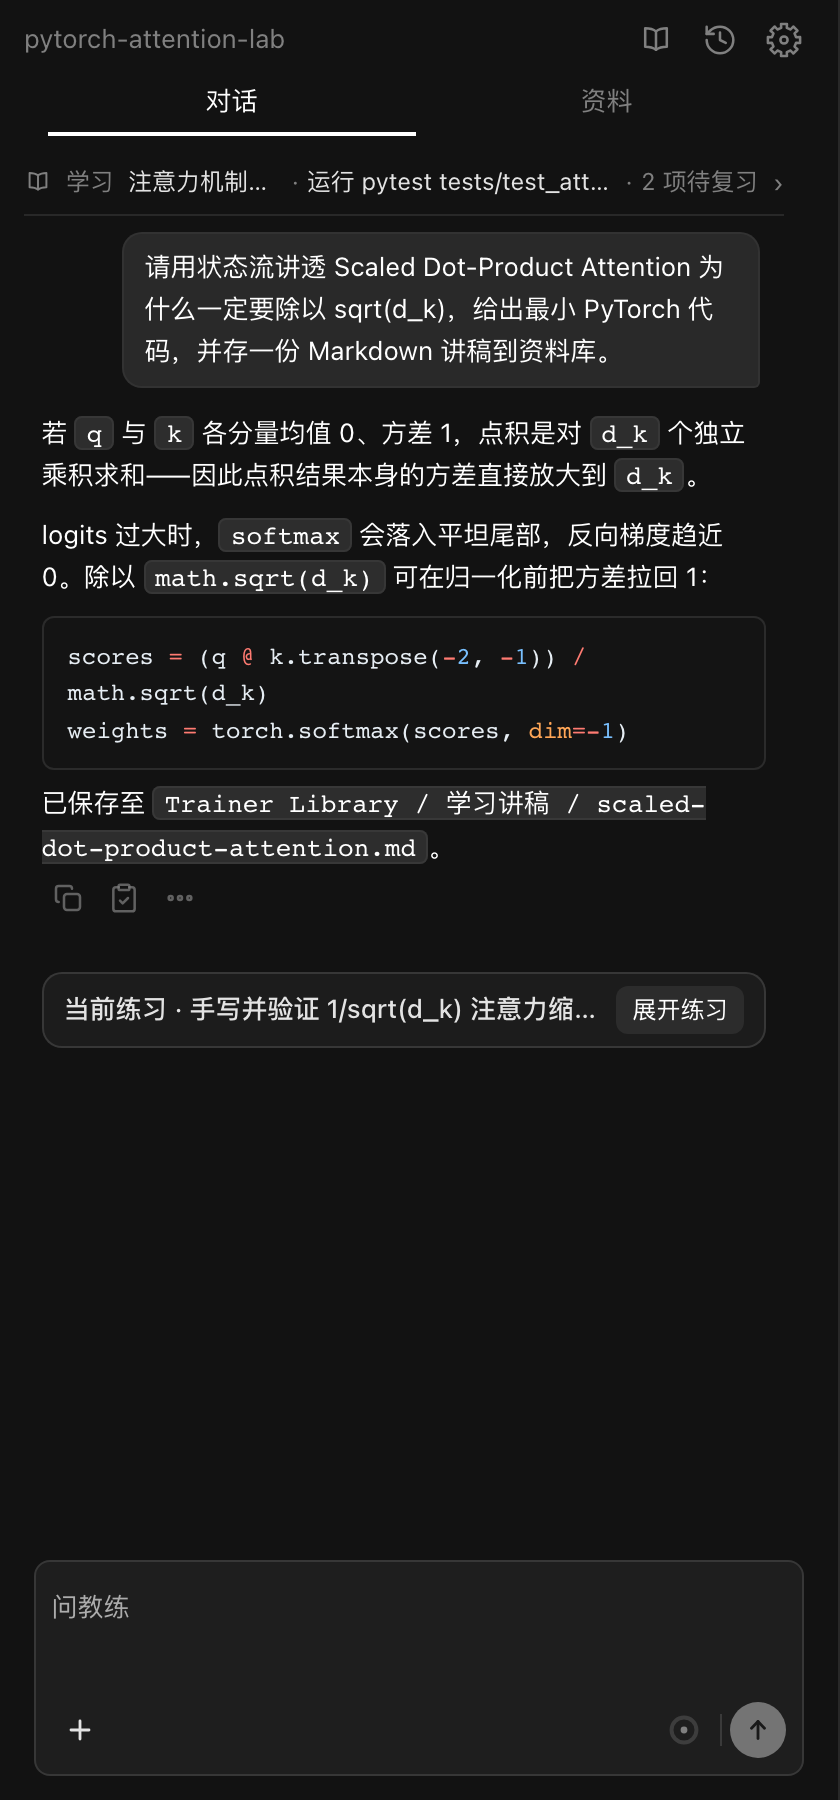 pytorch-attention-lab
对话
资料
学习 注意力机制... · 运行 pytest tests/test_att... · 2 项待复习 ›
请用状态流讲透 Scaled Dot-Product Attention 为
什么一定要除以 sqrt(d_k)，给出最小 PyTorch 代
码，并存一份 Markdown 讲稿到资料库。
若 q 与 k 各分量均值 0、方差 1，点积是对 d_k 个独立
乘积求和——因此点积结果本身的方差直接放大到 d_k。
logits 过大时，softmax 会落入平坦尾部，反向梯度趋近
0。除以 math.sqrt(d_k) 可在归一化前把方差拉回 1：
scores = (q @ k.transpose(-2, -1)) /
math.sqrt(d_k)
weights = torch.softmax(scores, dim=-1)
已保存至 Trainer Library / 学习讲稿 / scaled-
dot-product-attention.md。
当前练习 · 手写并验证 1/sqrt(d_k) 注意力缩... 展开练习
问教练